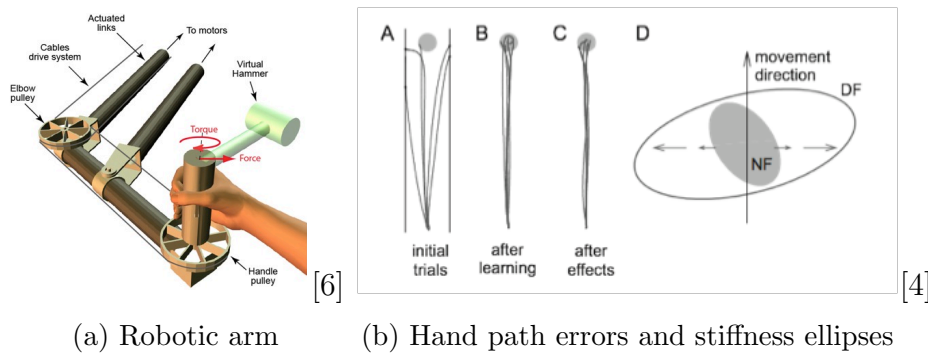 Actuated
links
To motors
Cables
drive system
Virtual
Hammer
Elbow
pulley
Torque
Force
Handle
pulley
[6]
A
B
C
D
movement
direction
DF
NF
initial
trials
after
learning
after
effects
[4]
(a) Robotic arm
(b) Hand path errors and stiffness ellipses